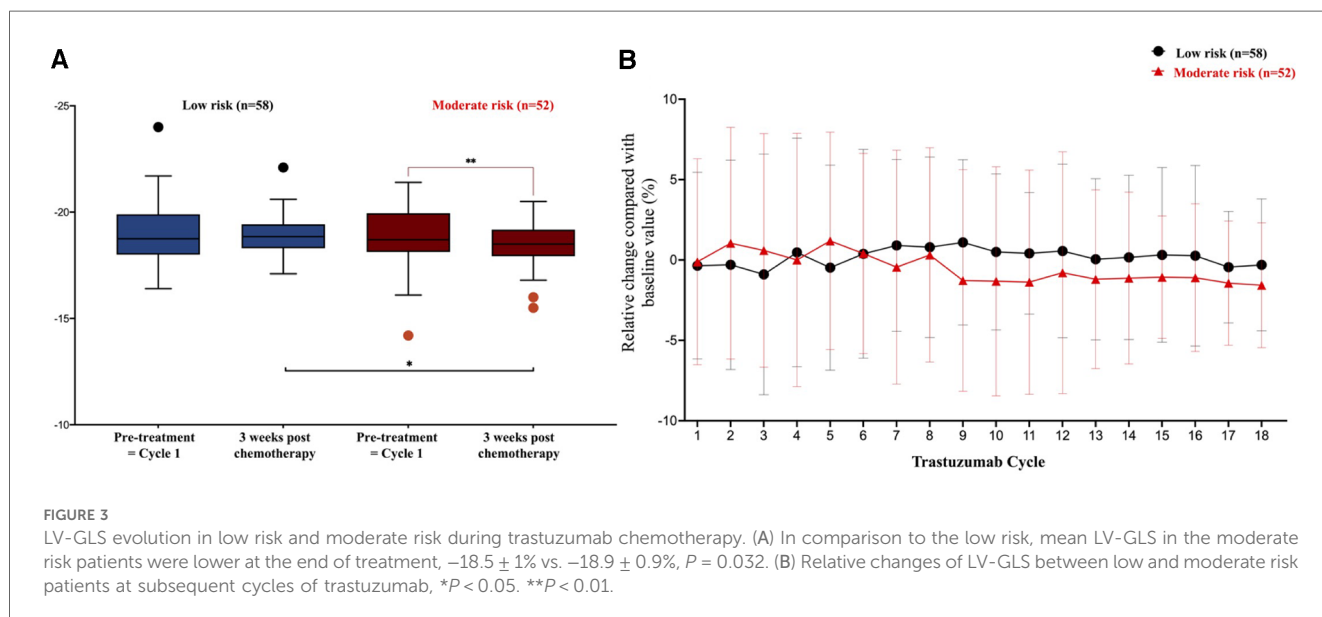 A
Low risk (n=58)
Moderate risk (n=52)
-25
-20
-15
-10
**
*
Pre-treatment
= Cycle 1
3 weeks post
chemotherapy
Pre-treatment
= Cycle 1
3 weeks post
chemotherapy
B
Low risk (n=58)
Moderate risk (n=52)
Relative change compared with
baseline value (%)
10
5
0
-5
-10
1 2 3 4 5 6 7 8 9 10 11 12 13 14 15 16 17 18
Trastuzumab Cycle
FIGURE 3
LV-GLS evolution in low risk and moderate risk during trastuzumab chemotherapy. (A) In comparison to the low risk, mean LV-GLS in the moderate
risk patients were lower at the end of treatment, −18.5 ± 1% vs. −18.9 ± 0.9%, P = 0.032. (B) Relative changes of LV-GLS between low and moderate risk
patients at subsequent cycles of trastuzumab, *P < 0.05. **P < 0.01.